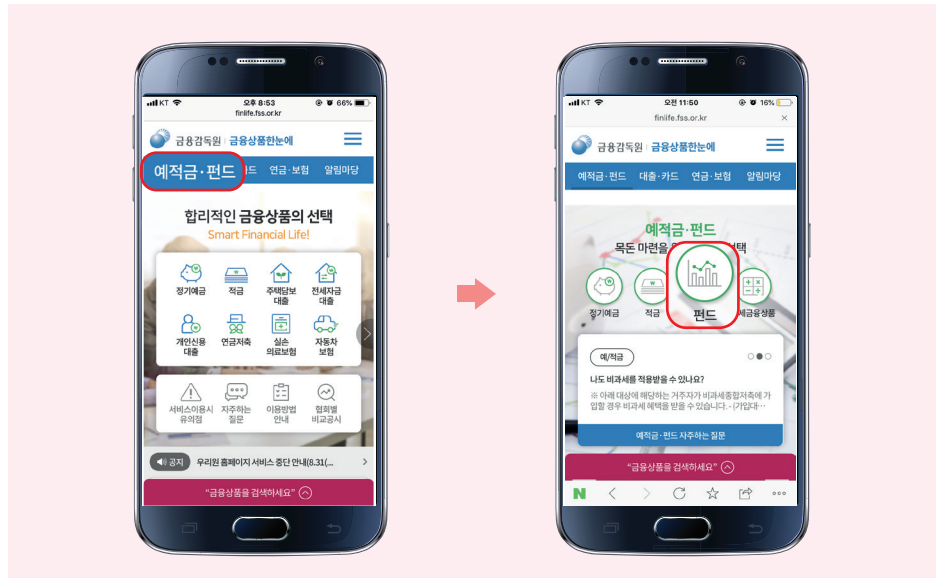 KT 오후 8:53 66%
finlife.fss.or.kr
금융감독원 금융상품한눈에
예적금·펀드 연금·보험 알림마당
합리적인 금융상품의 선택
Smart Financial Life!
정기예금 적금 주택담보 전세자금
대출 대출
개인신용 연금저축 실손 자동차
대출 의료보험 보험
서비스이용시 자주하는 이용방법 협회별
유의점 질문 안내 비교공시
공지 우리원 홈페이지 서비스 중단 안내(8.31(...
“금융상품을 검색하세요”
KT 오전 11:50 16%
finlife.fss.or.kr
금융감독원 금융상품한눈에
예적금·펀드 대출·카드 연금·보험 알림마당
예적금·펀드
목돈 마련을
정기예금 적금 펀드
예/적금
나도 비과세를 적용받을 수 있나요?
※ 아래 대상에 해당하는 거주자가 비과세종합저축에 가
입할 경우 비과세 혜택을 받을 수 있습니다. - (가입대…
예적금·펀드 자주하는 질문
“금융상품을 검색하세요”
N